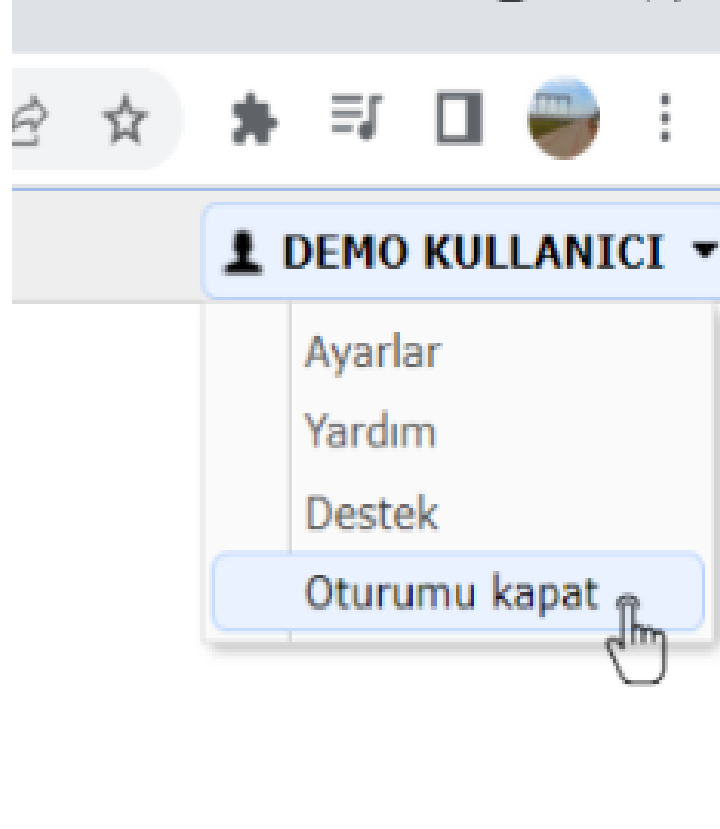 DEMO KULLANICI
Ayarlar
Yardım
Destek
Oturumu kapat